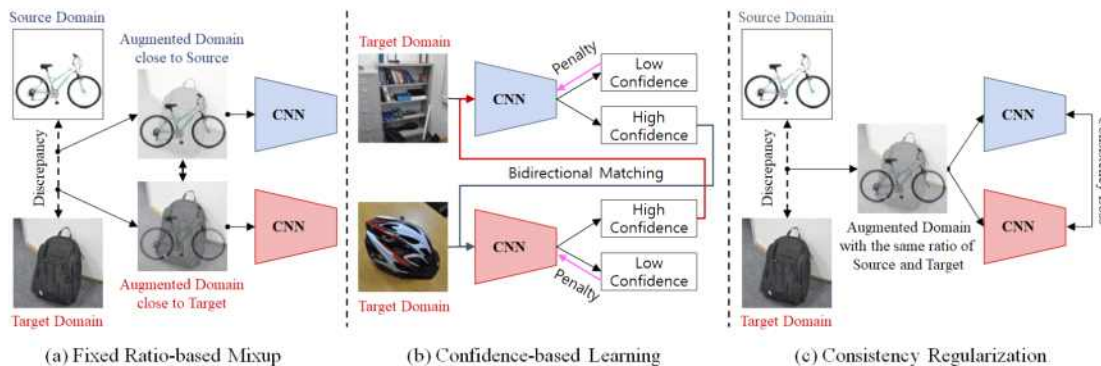 Source Domain
Augmented Domain
close to Source
CNN
Discrepancy
CNN
Augmented Domain
close to Target
Target Domain
(a) Fixed Ratio-based Mixup
Target Domain
CNN
Penalty
Low
Confidence
High
Confidence
Bidirectional Matching
CNN
High
Confidence
Low
Confidence
Penalty
Target Domain
(b) Confidence-based Learning
Source Domain
CNN
Discrepancy
Augmented Domain
with the same ratio of
Source and Target
CNN
Target Domain
(c) Consistency Regularization